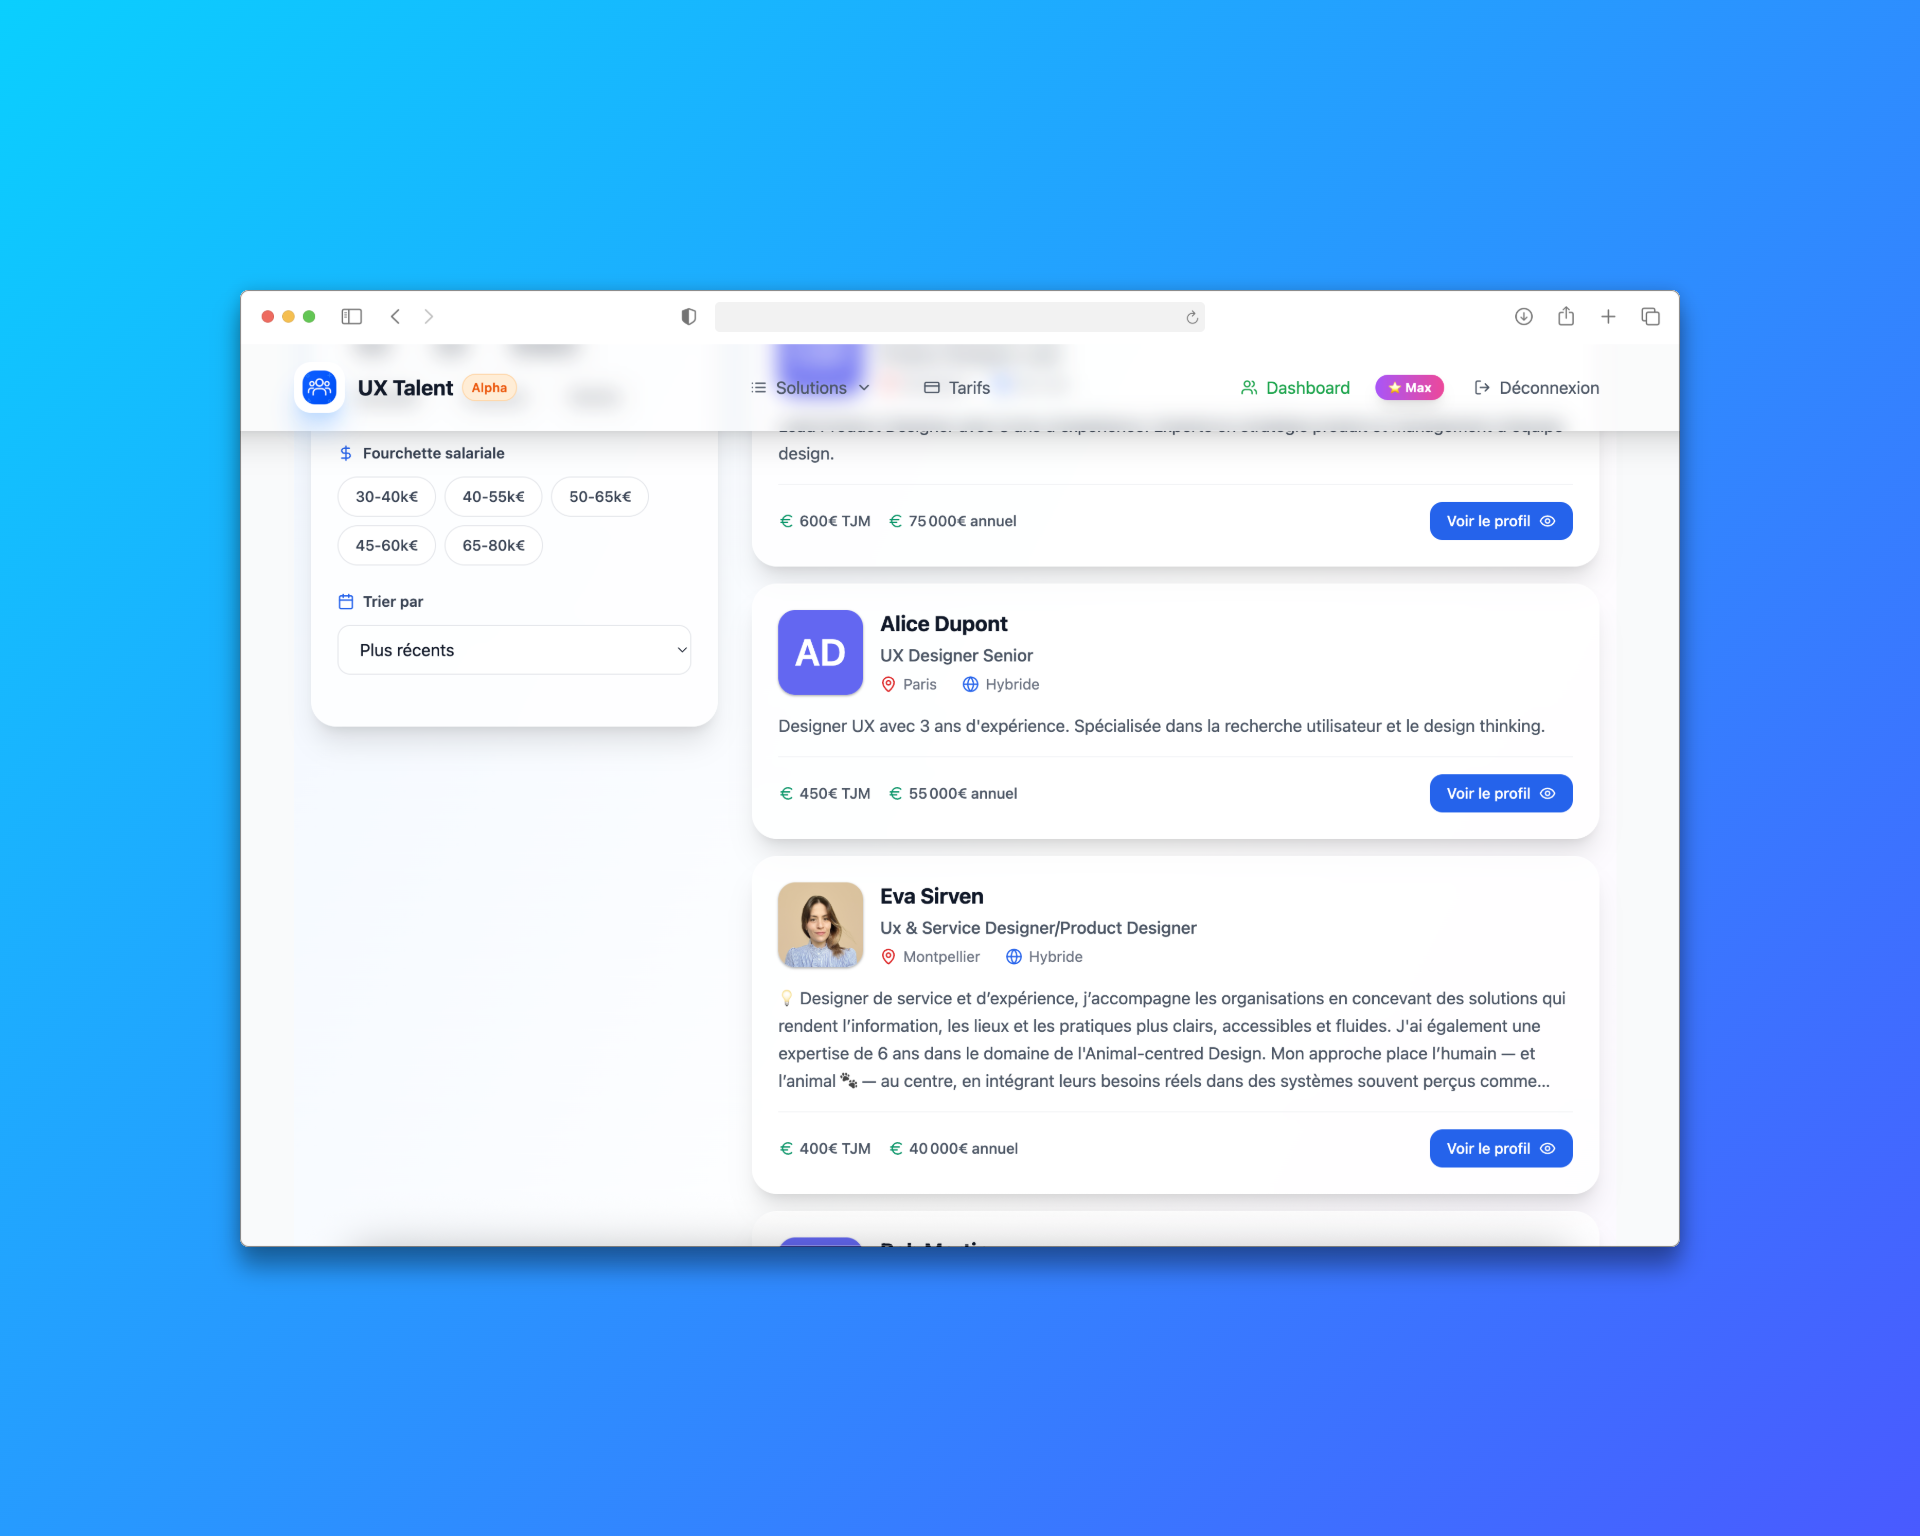 UX Talent Alpha
Solutions
Tarifs
Dashboard
⭐ Max
Déconnexion
Fourchette salariale
30-40k€ 40-55k€ 50-65k€
45-60k€ 65-80k€
Trier par
Plus récents
design.
600€ TJM 75 000€ annuel
Voir le profil
AD
Alice Dupont
UX Designer Senior
Paris Hybride
Designer UX avec 3 ans d'expérience. Spécialisée dans la recherche utilisateur et le design thinking.
450€ TJM 55 000€ annuel
Voir le profil
Eva Sirven
Ux & Service Designer/Product Designer
Montpellier Hybride
💡 Designer de service et d’expérience, j’accompagne les organisations en concevant des solutions qui
rendent l’information, les lieux et les pratiques plus clairs, accessibles et fluides. J'ai également une
expertise de 6 ans dans le domaine de l'Animal-centred Design. Mon approche place l’humain — et
l’animal 🐾 — au centre, en intégrant leurs besoins réels dans des systèmes souvent perçus comme...
400€ TJM 40 000€ annuel
Voir le profil